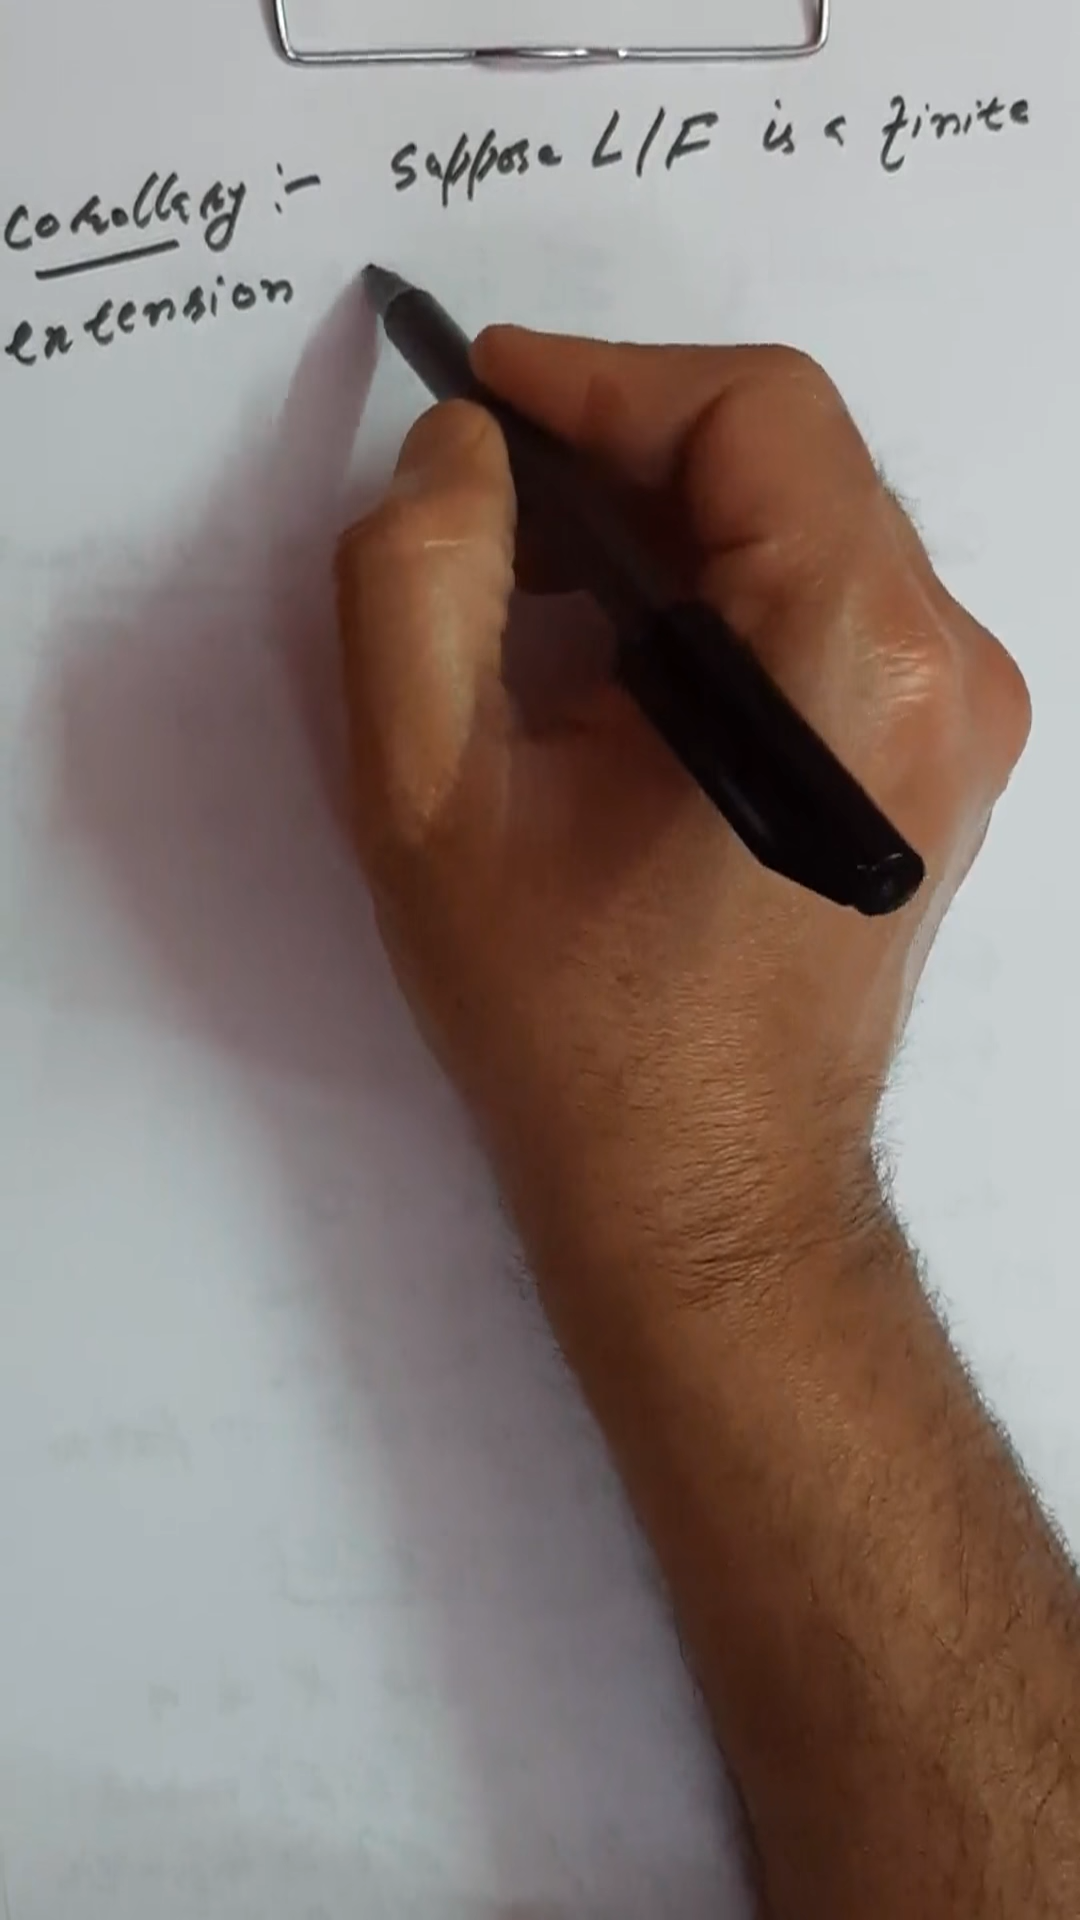 Corollary :- Suppose L/F is a finite
extension